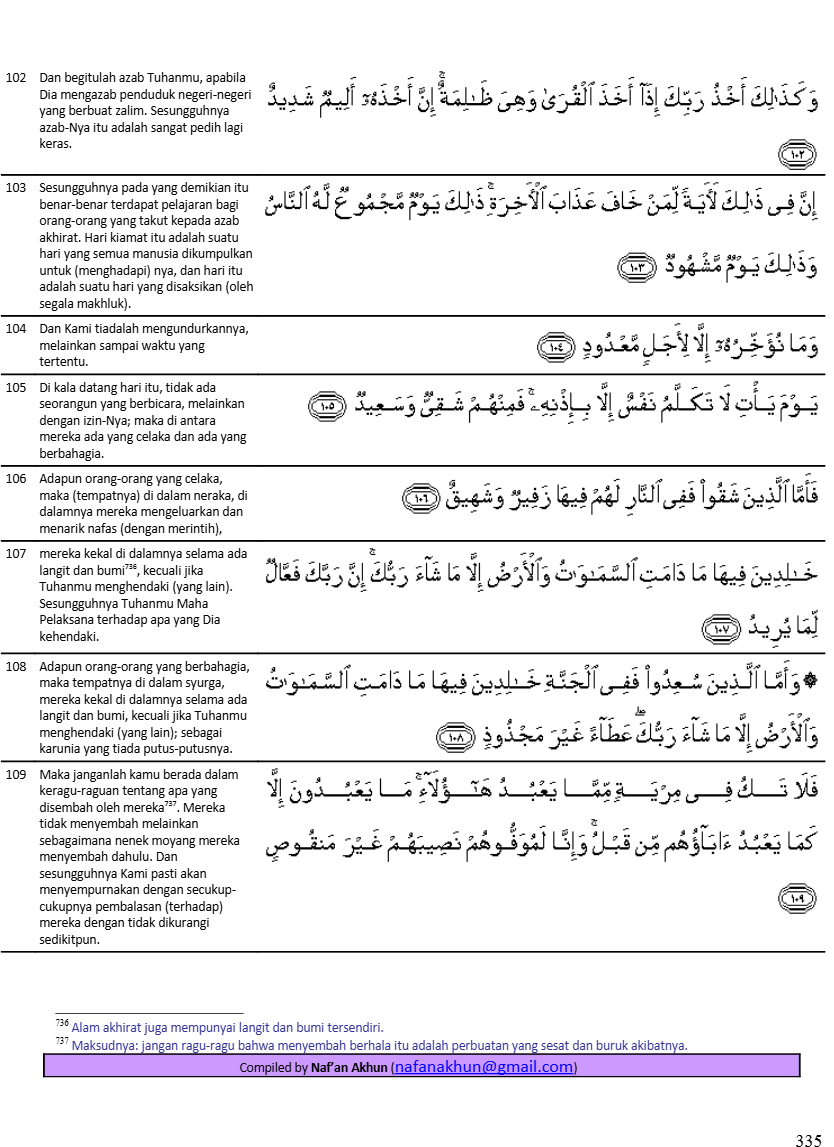 102 Dan begitulah azab Tuhanmu, apabila
Dia mengazab penduduk negeri-negeri
yang berbuat zalim. Sesungguhnya
azab-Nya itu adalah sangat pedih lagi
keras.
وَكَذَٰلِكَ أَخْذُ رَبِّكَ إِذَآ أَخَذَ ٱلْقُرَىٰ وَهِىَ ظَـٰلِمَةٌ ۚ إِنَّ أَخْذَهُۥٓ أَلِيمٌ شَدِيدٌ
١٠٢
103 Sesungguhnya pada yang demikian itu
benar-benar terdapat pelajaran bagi
orang-orang yang takut kepada azab
akhirat. Hari kiamat itu adalah suatu
hari yang semua manusia dikumpulkan
untuk (menghadapi) nya, dan hari itu
adalah suatu hari yang disaksikan (oleh
segala makhluk).
إِنَّ فِى ذَٰلِكَ لَـَٔايَةً لِّمَنْ خَافَ عَذَابَ ٱلْـَٔاخِرَةِ ۚ ذَٰلِكَ يَوْمٌ مَّجْمُوعٌ لَّهُ ٱلنَّاسُ
وَذَٰلِكَ يَوْمٌ مَّشْهُودٌ ١٠٣
104 Dan Kami tiadalah mengundurkannya,
melainkan sampai waktu yang
tertentu.
وَمَا نُؤَخِّرُهُۥٓ إِلَّا لِأَجَلٍ مَّعْدُودٍ ١٠٤
105 Di kala datang hari itu, tidak ada
seorangun yang berbicara, melainkan
dengan izin-Nya; maka di antara
mereka ada yang celaka dan ada yang
berbahagia.
يَوْمَ يَأْتِ لَا تَكَلَّمُ نَفْسٌ إِلَّا بِإِذْنِهِۦ ۚ فَمِنْهُمْ شَقِىٌّ وَسَعِيدٌ ١٠٥
106 Adapun orang-orang yang celaka,
maka (tempatnya) di dalam neraka, di
dalamnya mereka mengeluarkan dan
menarik nafas (dengan merintih),
فَأَمَّا ٱلَّذِينَ شَقُوا۟ فَفِى ٱلنَّارِ لَهُمْ فِيهَا زَفِيرٌ وَشَهِيقٌ ١٠٦
107 mereka kekal di dalamnya selama ada
langit dan bumi736, kecuali jika
Tuhanmu menghendaki (yang lain).
Sesungguhnya Tuhanmu Maha
Pelaksana terhadap apa yang Dia
kehendaki.
خَـٰلِدِينَ فِيهَا مَا دَامَتِ ٱلسَّمَـٰوَٰتُ وَٱلْأَرْضُ إِلَّا مَا شَآءَ رَبُّكَ ۚ إِنَّ رَبَّكَ فَعَّالٌ
لِّمَا يُرِيدُ ١٠٧
108 Adapun orang-orang yang berbahagia,
maka tempatnya di dalam syurga,
mereka kekal di dalamnya selama ada
langit dan bumi, kecuali jika Tuhanmu
menghendaki (yang lain); sebagai
karunia yang tiada putus-putusnya.
۞ وَأَمَّا ٱلَّذِينَ سُعِدُوا۟ فَفِى ٱلْجَنَّةِ خَـٰلِدِينَ فِيهَا مَا دَامَتِ ٱلسَّمَـٰوَٰتُ
وَٱلْأَرْضُ إِلَّا مَا شَآءَ رَبُّكَ ۖ عَطَآءً غَيْرَ مَجْذُوذٍ ١٠٨
109 Maka janganlah kamu berada dalam
keragu-raguan tentang apa yang
disembah oleh mereka737. Mereka
tidak menyembah melainkan
sebagaimana nenek moyang mereka
menyembah dahulu. Dan
sesungguhnya Kami pasti akan
menyempurnakan dengan secukup-
cukupnya pembalasan (terhadap)
mereka dengan tidak dikurangi
sedikitpun.
فَلَا تَكُ فِى مِرْيَةٍ مِّمَّا يَعْبُدُ هَـٰٓؤُلَآءِ ۚ مَا يَعْبُدُونَ إِلَّا
كَمَا يَعْبُدُ ءَابَآؤُهُم مِّن قَبْلُ ۚ وَإِنَّا لَمُوَفُّوهُمْ نَصِيبَهُمْ غَيْرَ مَنقُوصٍ
١٠٩
736 Alam akhirat juga mempunyai langit dan bumi tersendiri.
737 Maksudnya: jangan ragu-ragu bahwa menyembah berhala itu adalah perbuatan yang sesat dan buruk akibatnya.
Compiled by Naf'an Akhun (nafanakhun@gmail.com)
335